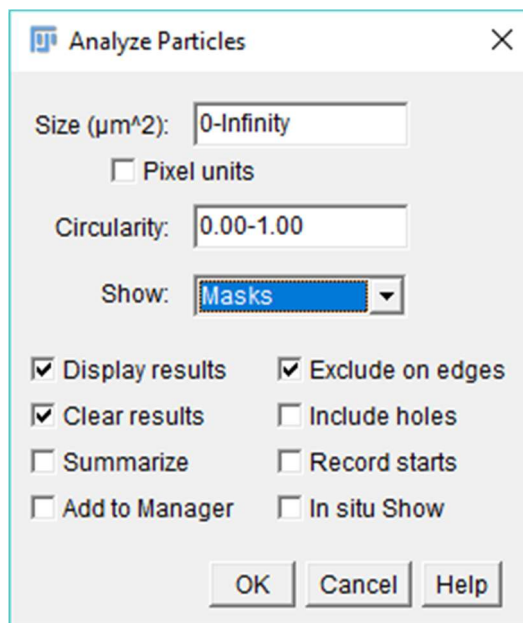 Analyze Particles
Size (µm^2): 0-Infinity
Pixel units
Circularity: 0.00-1.00
Show: Masks
Display results Exclude on edges
Clear results Include holes
Summarize Record starts
Add to Manager In situ Show
OK Cancel Help